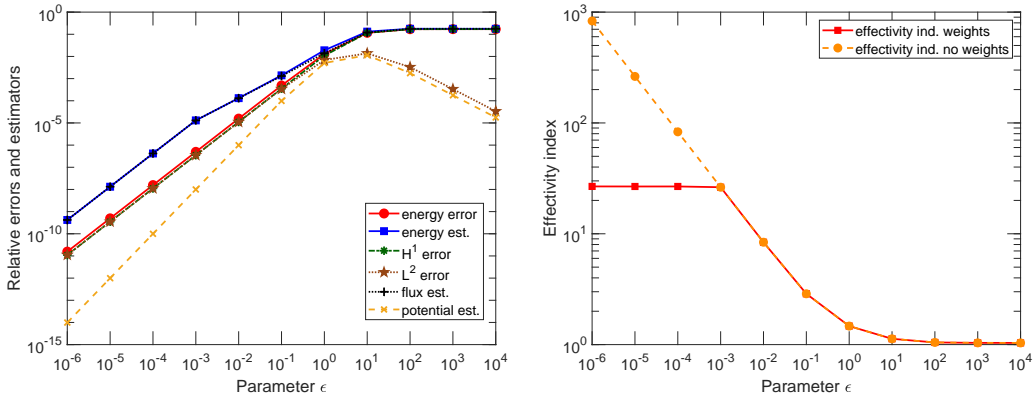 Relative errors and estimators
10^0
10^-5
10^-10
10^-15
energy error
energy est.
H^1 error
L^2 error
flux est.
potential est.
10^-6 10^-5 10^-4 10^-3 10^-2 10^-1 10^0 10^1 10^2 10^3 10^4
Parameter ϵ
Effectivity index
10^3
10^2
10^1
10^0
effectivity ind. weights
effectivity ind. no weights
10^-6 10^-5 10^-4 10^-3 10^-2 10^-1 10^0 10^1 10^2 10^3 10^4
Parameter ϵ